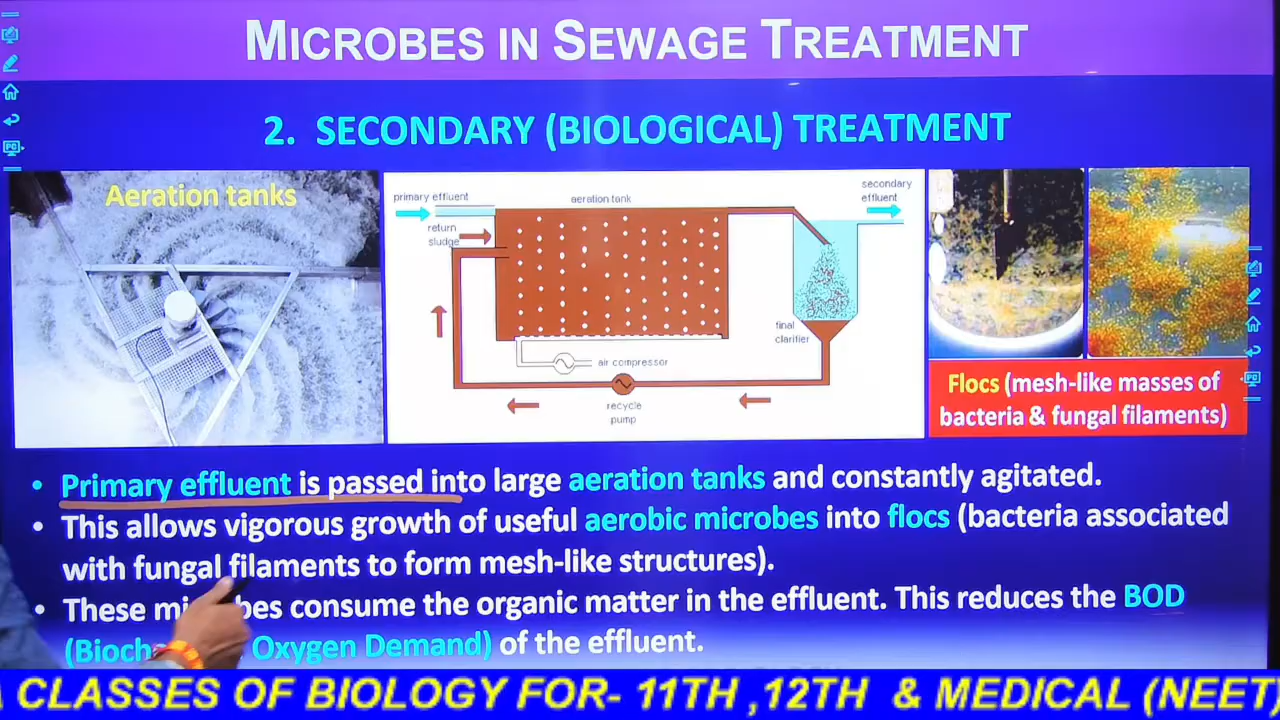 MICROBES IN SEWAGE TREATMENT
2. SECONDARY (BIOLOGICAL) TREATMENT
Aeration tanks
primary effluent
aeration tank
secondary
effluent
return
sludge
final
clarifier
air compressor
recycle
pump
Flocs (mesh-like masses of
bacteria & fungal filaments)
• Primary effluent is passed into large aeration tanks and constantly agitated.
• This allows vigorous growth of useful aerobic microbes into flocs (bacteria associated
with fungal filaments to form mesh-like structures).
• These consume the organic matter in the effluent. This reduces the BOD
Oxygen Demand) of the effluent.
CLASSES OF BIOLOGY FOR- 11TH ,12TH & MEDICAL (NEET)
PC
PC